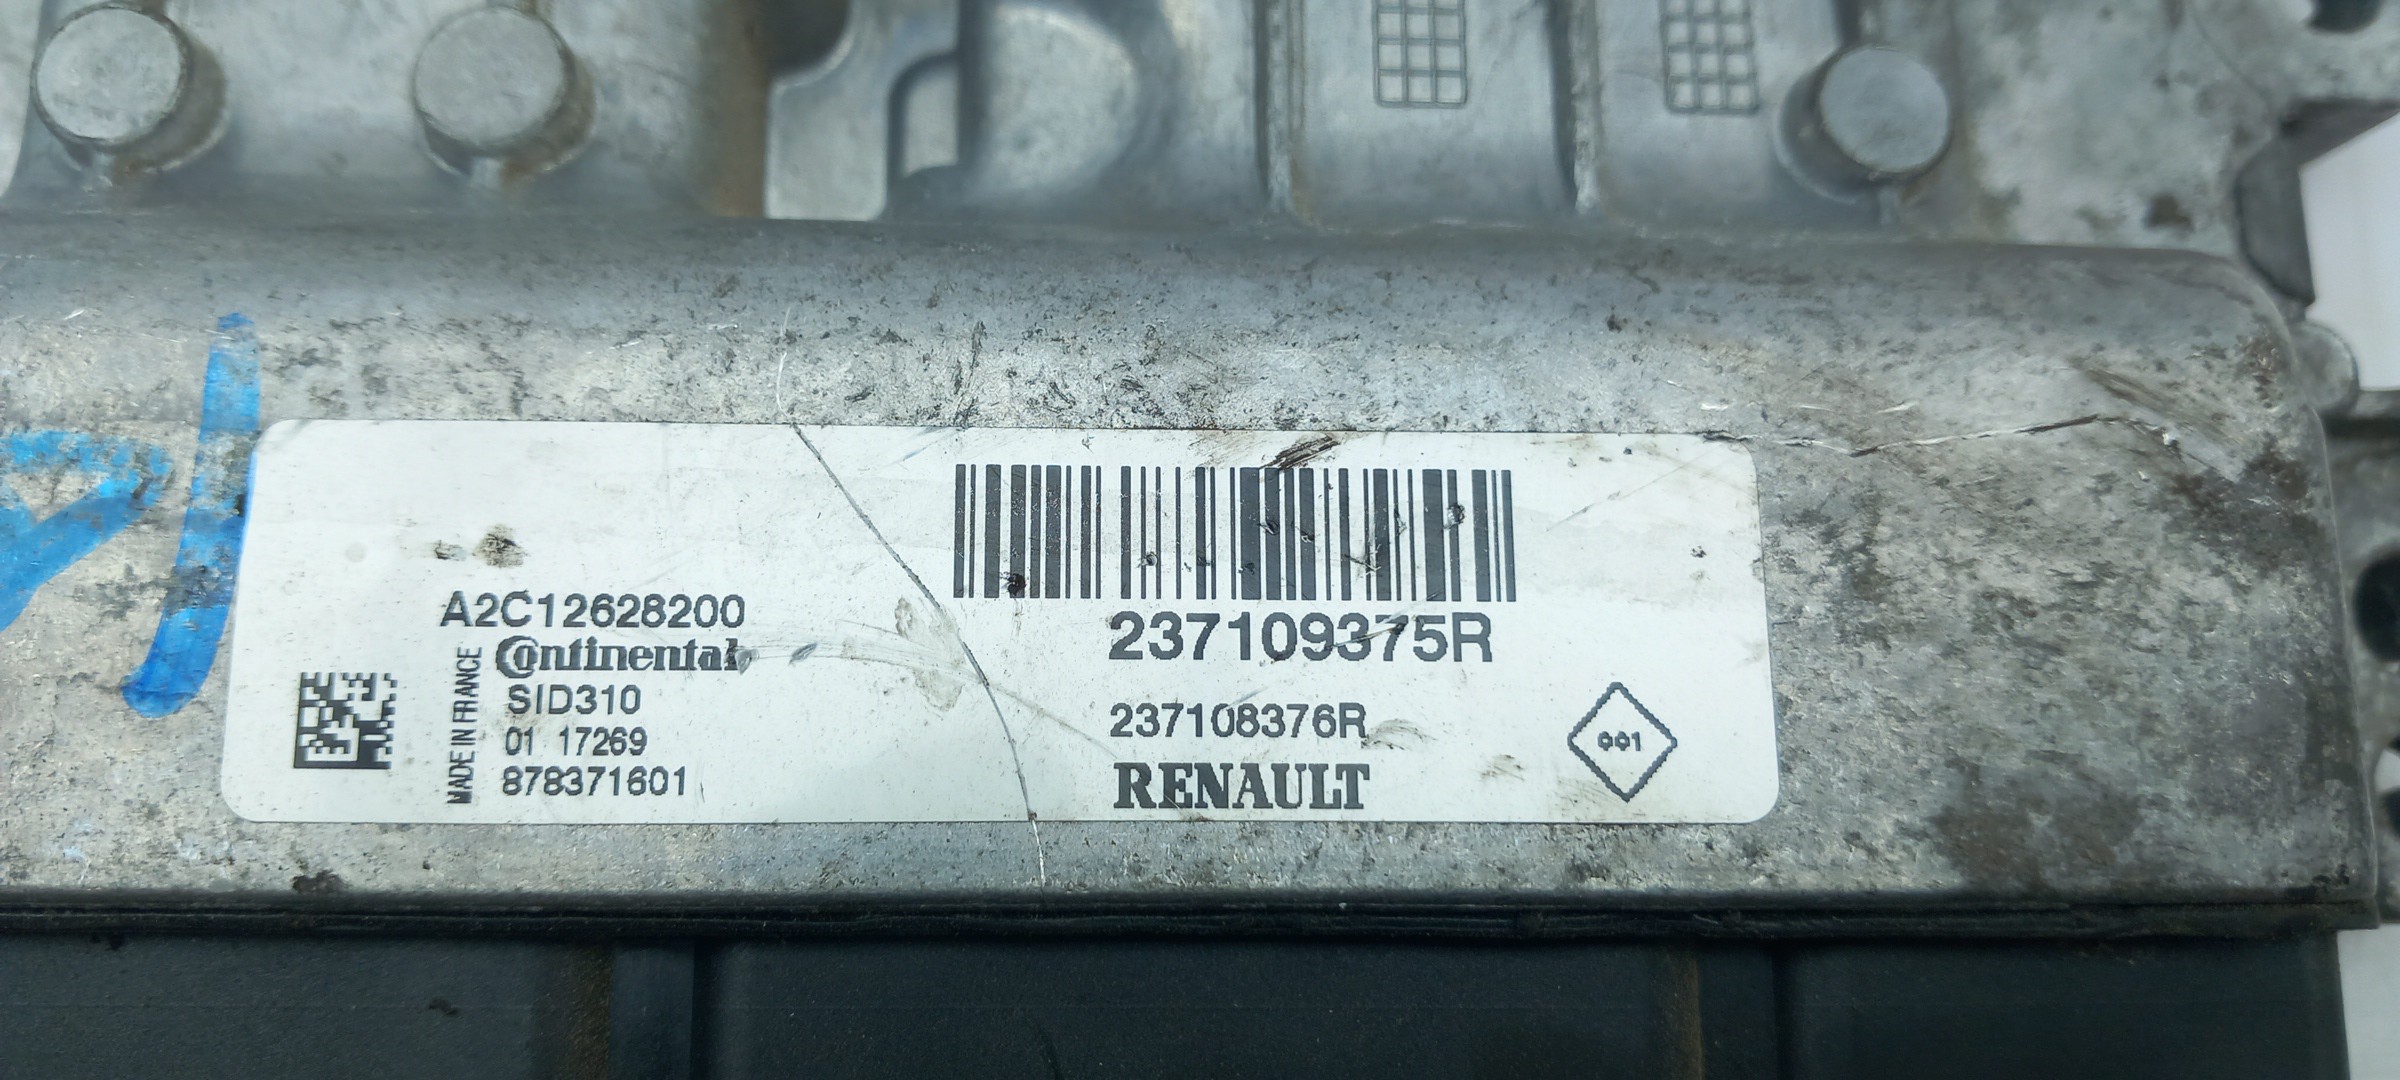 A2C12628200
MADE IN FRANCE
Continental
SID310
01 17269
878371601
237109375R
237108376R
RENAULT
001